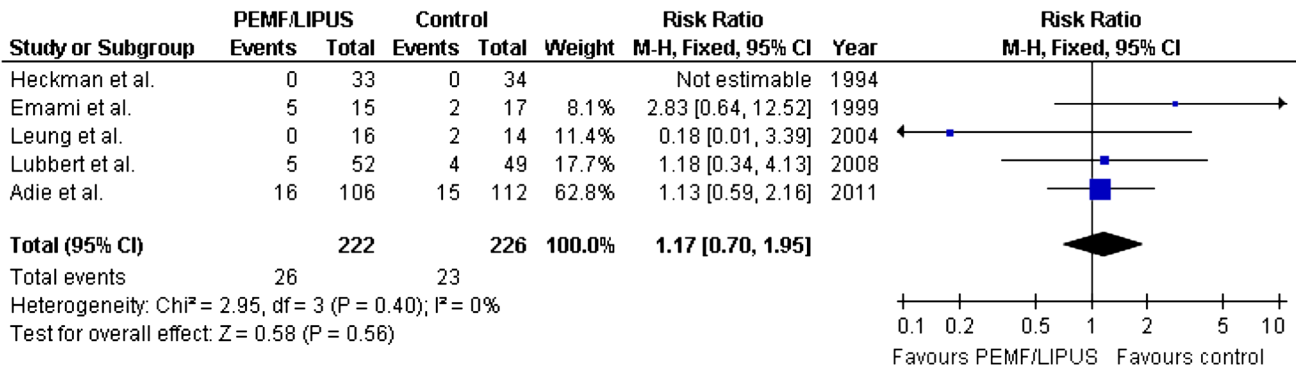 PEMF/LIPUS Control Risk Ratio Risk Ratio
Study or Subgroup Events Total Events Total Weight M-H, Fixed, 95% CI Year M-H, Fixed, 95% CI
Heckman et al. 0 33 0 34 Not estimable 1994
Emami et al. 5 15 2 17 8.1% 2.83 [0.64, 12.52] 1999
Leung et al. 0 16 2 14 11.4% 0.18 [0.01, 3.39] 2004
Lubbert et al. 5 52 4 49 17.7% 1.18 [0.34, 4.13] 2008
Adie et al. 16 106 15 112 62.8% 1.13 [0.59, 2.16] 2011
Total (95% CI) 222 226 100.0% 1.17 [0.70, 1.95]
Total events 26 23
Heterogeneity: Chi² = 2.95, df = 3 (P = 0.40); I² = 0%
Test for overall effect: Z = 0.58 (P = 0.56)
0.1 0.2 0.5 1 2 5 10
Favours PEMF/LIPUS Favours control